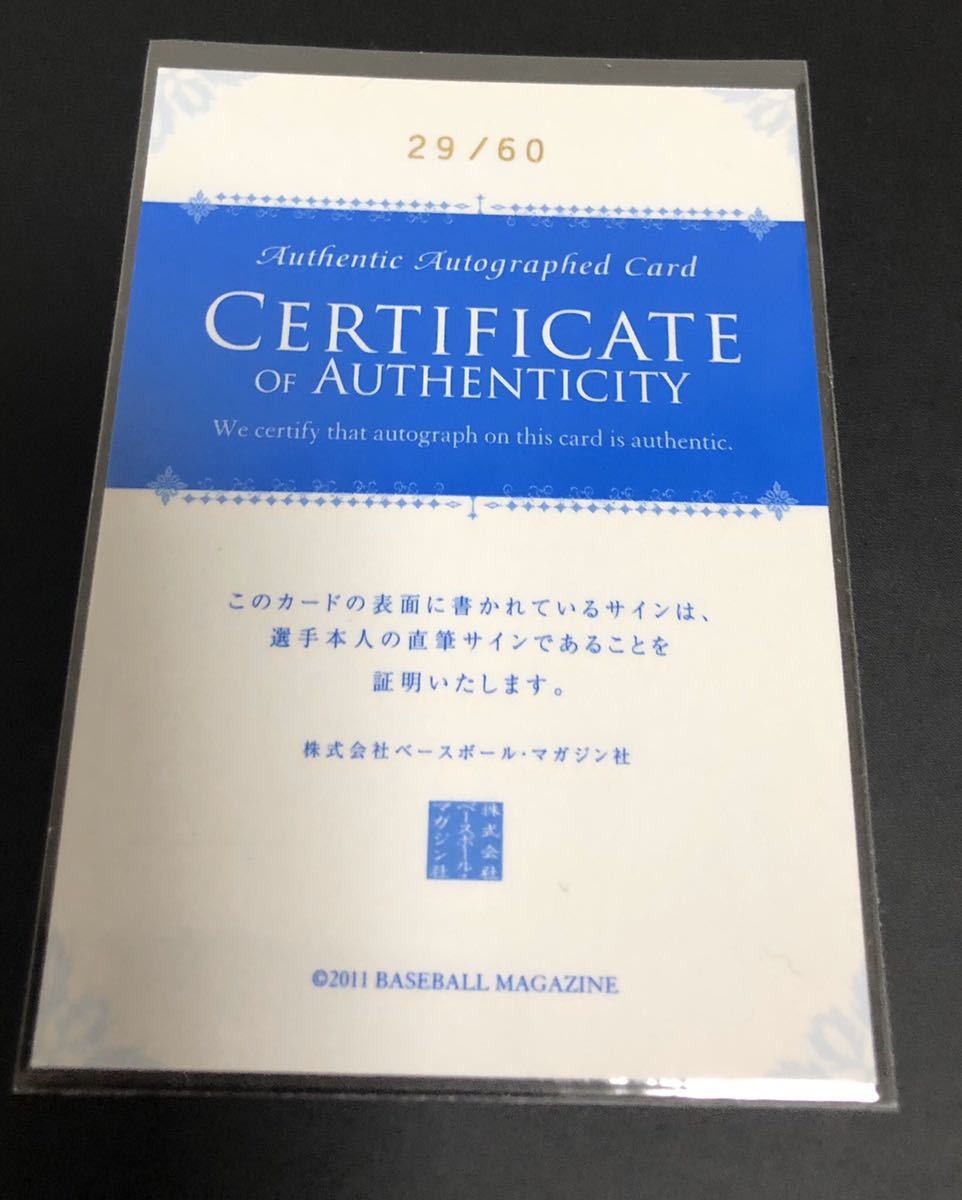 29/60
Authentic Autographed Card
CERTIFICATE
OF AUTHENTICITY
We certify that autograph on this card is authentic.
このカードの表面に書かれているサインは、
選手本人の直筆サインであることを
証明いたします。
株式会社ベースボール・マガジン社
株式会社
ベースボール・
マガジン社
©2011 BASEBALL MAGAZINE